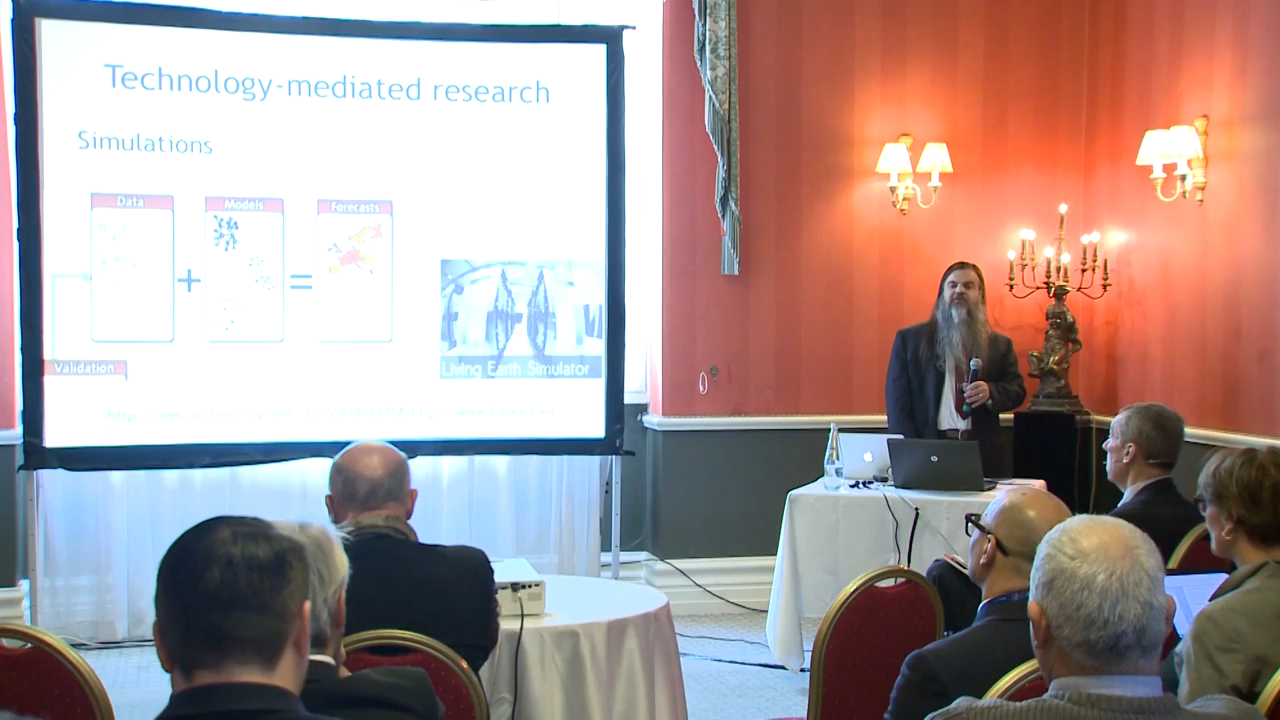 Technology-mediated research
Simulations
Data
Models
Forecasts
+
=
Living Earth Simulator
Validation